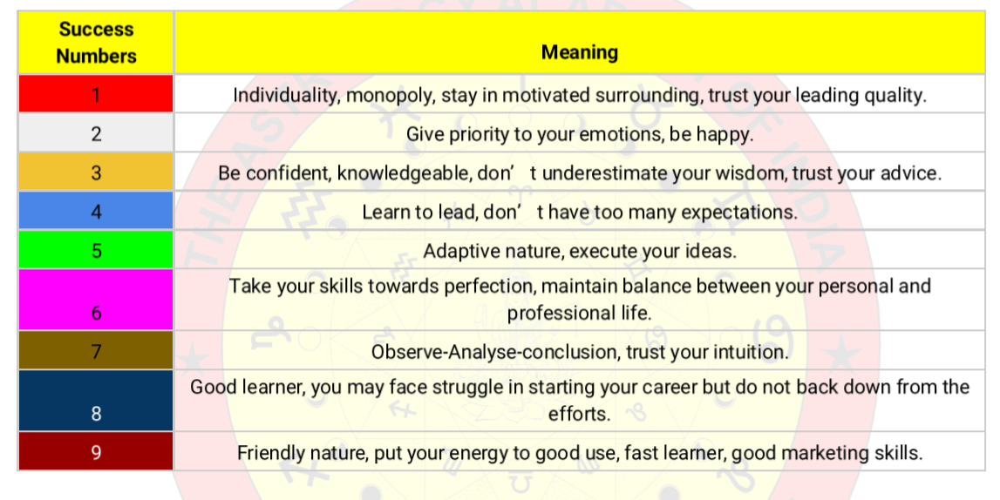 Success
Numbers
Meaning
1
Individuality, monopoly, stay in motivated surrounding, trust your leading quality.
2
Give priority to your emotions, be happy.
3
Be confident, knowledgeable, don’ t underestimate your wisdom, trust your advice.
4
Learn to lead, don’ t have too many expectations.
5
Adaptive nature, execute your ideas.
6
Take your skills towards perfection, maintain balance between your personal and
professional life.
7
Observe-Analyse-conclusion, trust your intuition.
8
Good learner, you may face struggle in starting your career but do not back down from the
efforts.
9
Friendly nature, put your energy to good use, fast learner, good marketing skills.
THE
OF INDIA